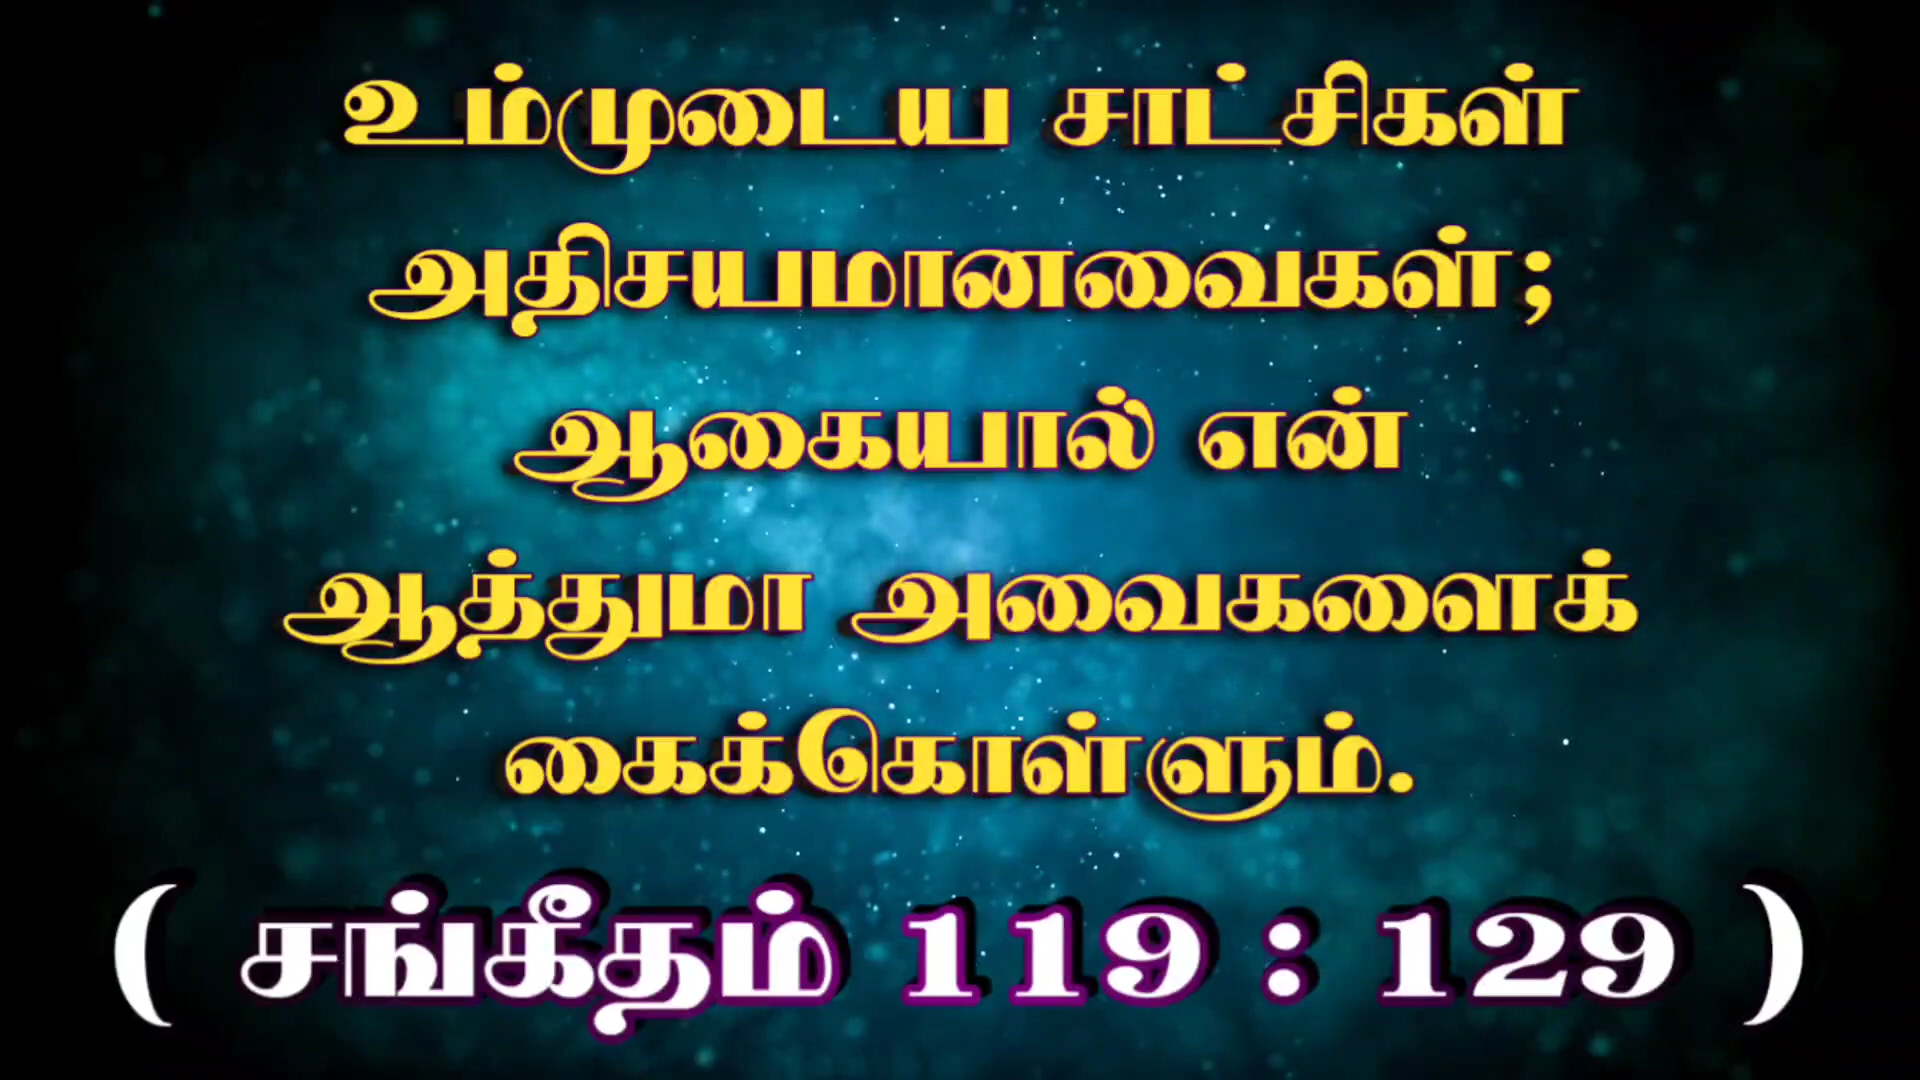 உம்முடைய சாட்சிகள்
அதிசயமானவைகள்;
ஆகையால் என்
ஆத்துமா அவைகளைக்
கைக்கொள்ளும்.
( சங்கீதம் 119 : 129 )